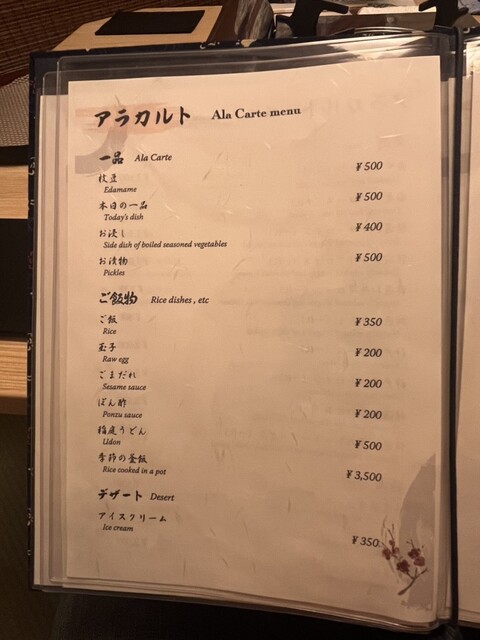 アラカルト Ala Carte menu
一品 Ala Carte
枝豆 ¥500
Edamame
本日の一品 ¥500
Today's dish
お浸し ¥400
Side dish of boiled seasoned vegetables
お漬物 ¥500
Pickles
ご飯物 Rice dishes , etc
ご飯 ¥350
Rice
玉子 ¥200
Raw egg
ごまだれ ¥200
Sesame sauce
ぽん酢 ¥200
Ponzu sauce
稲庭うどん ¥500
Udon
季節の釜飯 ¥3,500
Rice cooked in a pot
デザート Desert
アイスクリーム ¥350
Ice cream